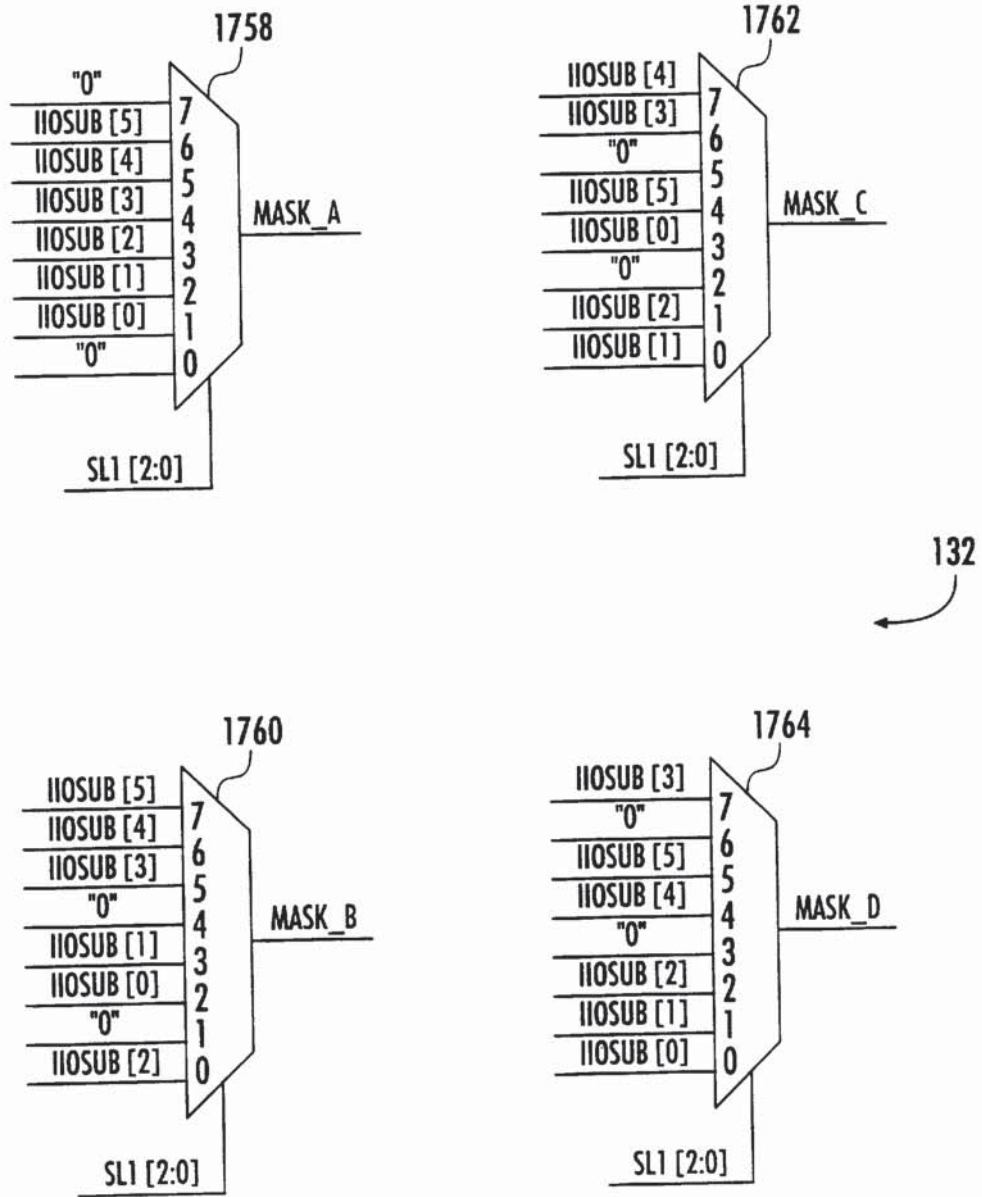 1758
"0"
IIOSUB [5]
IIOSUB [4]
IIOSUB [3]
IIOSUB [2]
IIOSUB [1]
IIOSUB [0]
"0"
7
6
5
4
3
2
1
0
MASK_A
SL1 [2:0]
1762
IIOSUB [4]
IIOSUB [3]
"0"
IIOSUB [5]
IIOSUB [0]
"0"
IIOSUB [2]
IIOSUB [1]
7
6
5
4
3
2
1
0
MASK_C
SL1 [2:0]
132
1760
IIOSUB [5]
IIOSUB [4]
IIOSUB [3]
"0"
IIOSUB [1]
IIOSUB [0]
"0"
IIOSUB [2]
7
6
5
4
3
2
1
0
MASK_B
SL1 [2:0]
1764
IIOSUB [3]
"0"
IIOSUB [5]
IIOSUB [4]
"0"
IIOSUB [2]
IIOSUB [1]
IIOSUB [0]
7
6
5
4
3
2
1
0
MASK_D
SL1 [2:0]